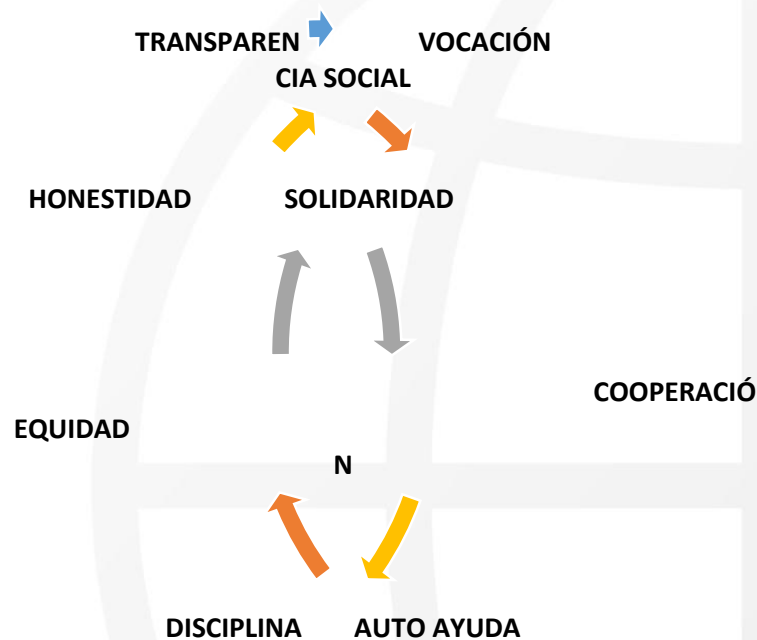 TRANSPAREN VOCACIÓN
CIA SOCIAL
HONESTIDAD SOLIDARIDAD
COOPERACIÓ
EQUIDAD
N
DISCIPLINA AUTO AYUDA